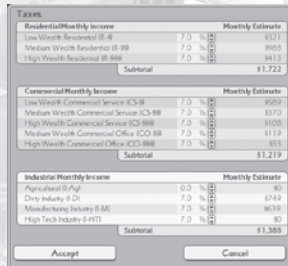 Taxes
Residential Monthly Income Monthly Estimate
Low Wealth Residential (R-§) 7.0 % $321
Medium Wealth Residential (R-§§) 7.0 % $988
High Wealth Residential (R-§§§) 7.0 % $413
Subtotal $1,722
Commercial Monthly Income Monthly Estimate
Low Wealth Commercial Service (CS-§) 7.0 % $589
Medium Wealth Commercial Service (CS-§§) 7.0 % $370
High Wealth Commercial Service (CS-§§§) 7.0 % $108
Medium Wealth Commercial Office (CO-§§) 7.0 % $119
High Wealth Commercial Office (CO-§§§) 7.0 % $33
Subtotal $1,219
Industrial Monthly Income Monthly Estimate
Agricultural (I-Ag) 0.0 % $0
Dirty Industry (I-D) 7.0 % $749
Manufacturing Industry (I-M) 7.0 % $639
High Tech Industry (I-HT) 7.0 % $0
Subtotal $1,388
Accept Cancel